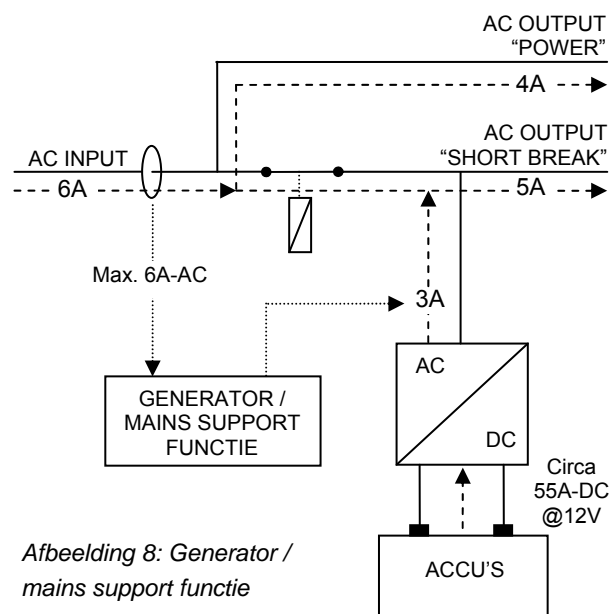 AC OUTPUT
“POWER”
4A
AC OUTPUT
“SHORT BREAK”
AC INPUT
6A
5A
Max. 6A-AC
3A
GENERATOR /
MAINS SUPPORT
FUNCTIE
AC
DC
Circa
55A-DC
@12V
ACCU’S
Afbeelding 8: Generator /
mains support functie